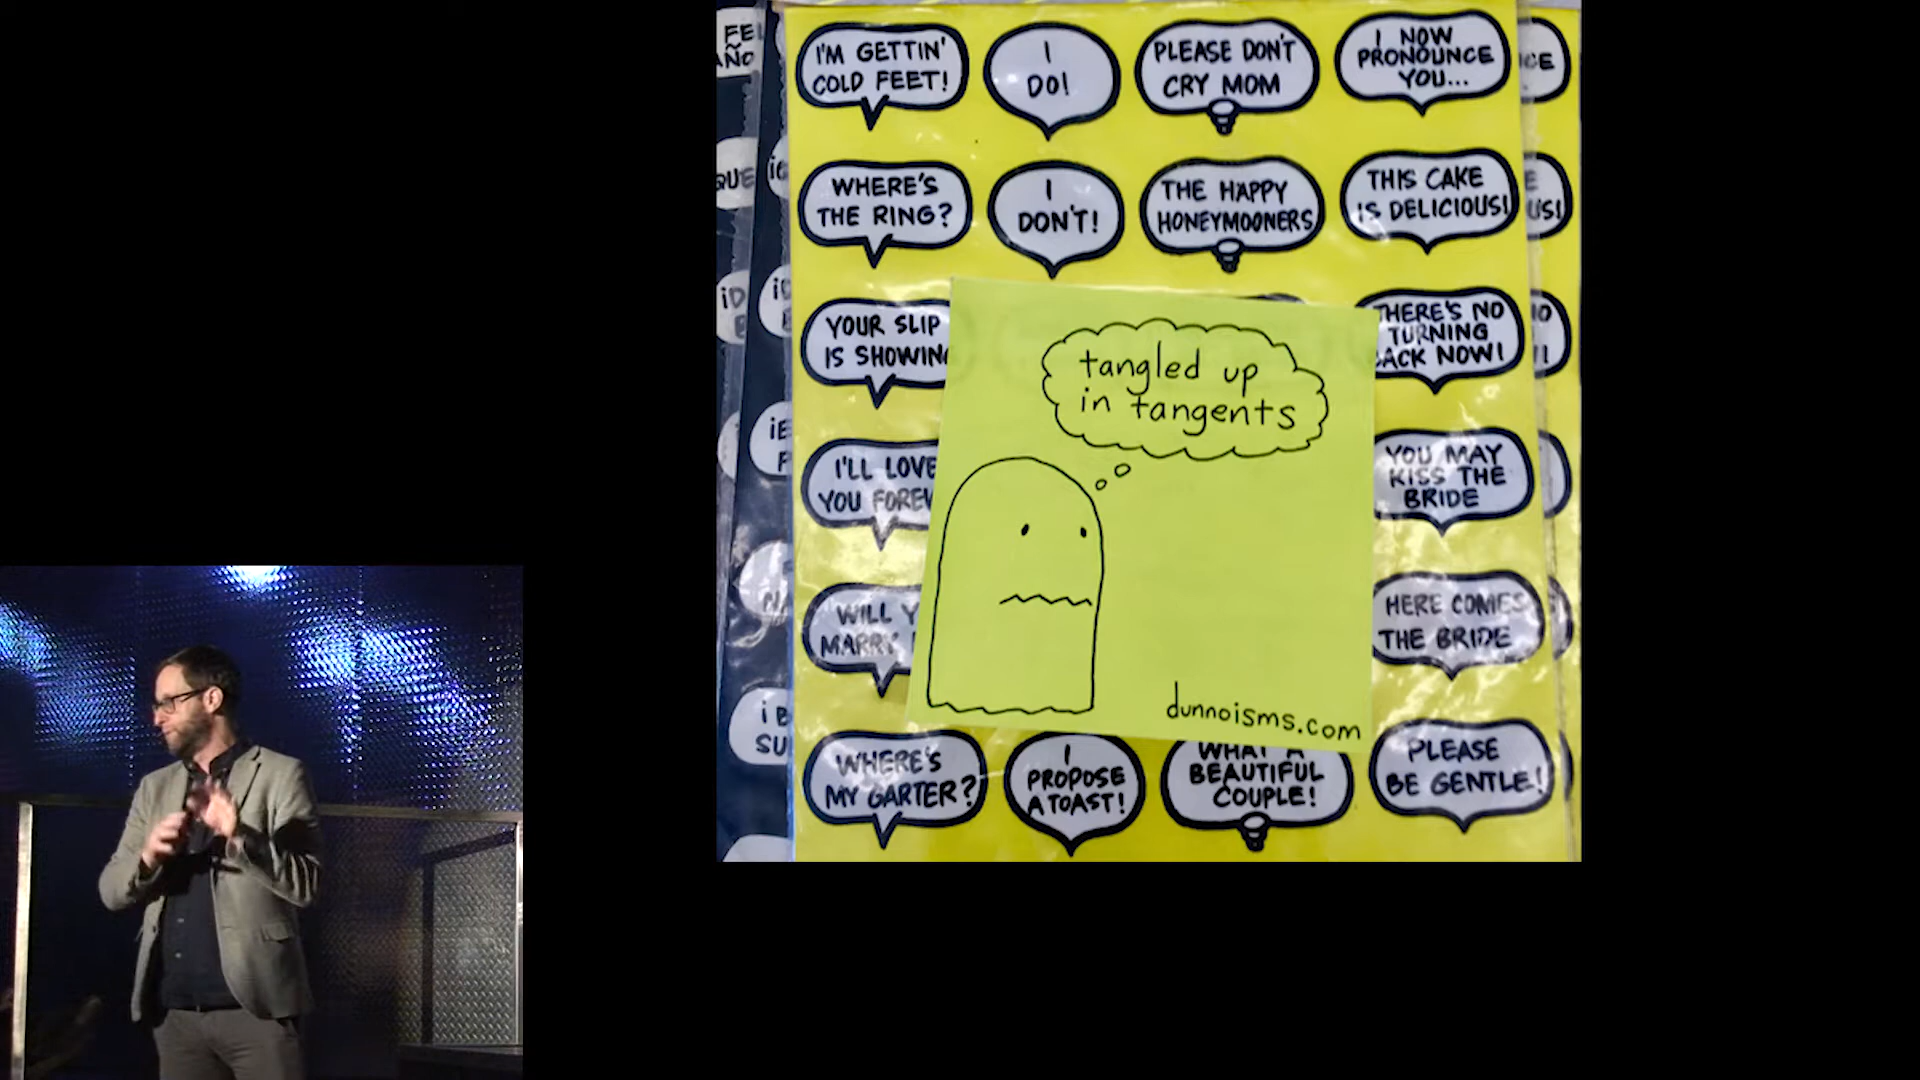 I'M GETTIN'
COLD FEET!
I
DO!
PLEASE DON'T
CRY MOM
I NOW
PRONOUNCE
YOU...
WHERE'S
THE RING?
I
DON'T!
THE HAPPY
HONEYMOONERS
THIS CAKE
IS DELICIOUS!
YOUR SLIP
IS SHOWIN
THERE'S NO
TURNING
ACK NOW!
tangled up
in tangents
I'LL LOVE
YOU FOREV
YOU MAY
KISS THE
BRIDE
WILL Y
MARRY
HERE COMES
THE BRIDE
dunnoisms.com
WHERE'S
MY GARTER?
I
PROPOSE
A TOAST!
WHAT A
BEAUTIFUL
COUPLE!
PLEASE
BE GENTLE!